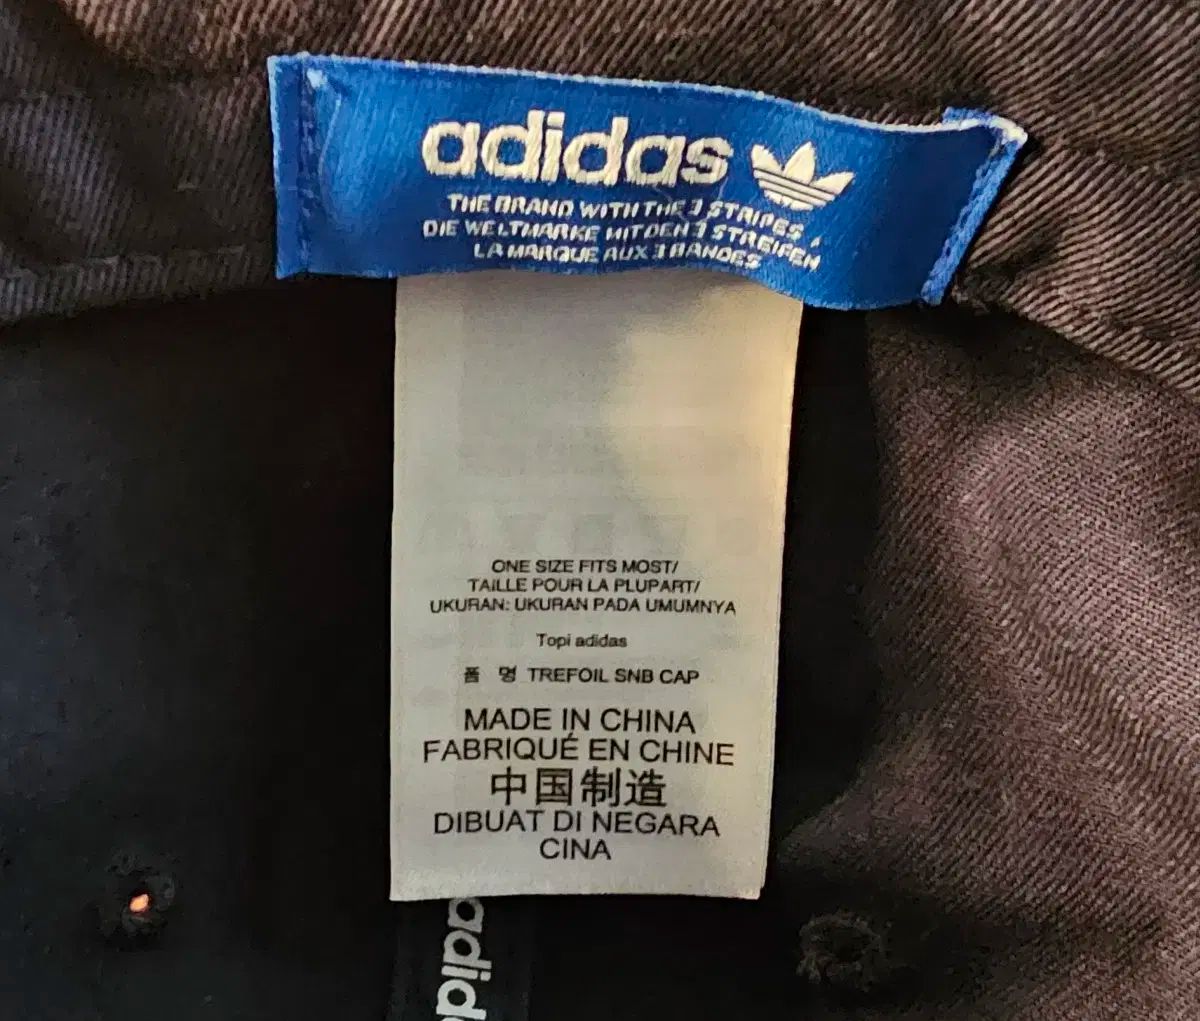 adidas
THE BRAND WITH THE 3 STRIPES
DIE WELTMARKE MIT DEN 3 STREIFEN
LA MARQUE AUX 3 BANDES
ONE SIZE FITS MOST/
TAILLE POUR LA PLUPART/
UKURAN: UKURAN PADA UMUMNYA
Topi adidas
품 명 TREFOIL SNB CAP
MADE IN CHINA
FABRIQUÉ EN CHINE
中国制造
DIBUAT DI NEGARA
CINA
adid